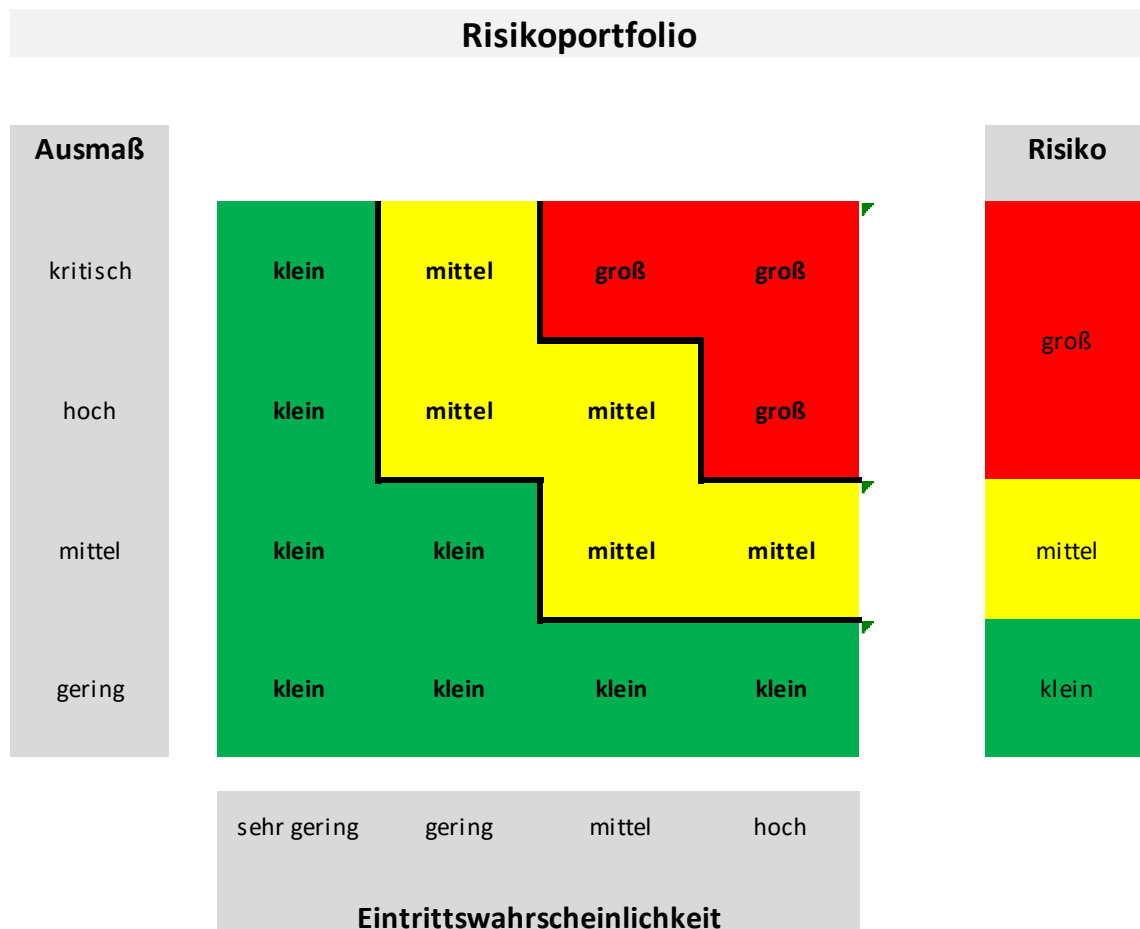 Risikoportfolio
Ausmaß Risiko
kritisch klein mittel groß groß
groß
hoch klein mittel mittel groß
mittel klein klein mittel mittel mittel
gering klein klein klein klein klein
sehr gering gering mittel hoch
Eintrittswahrscheinlichkeit